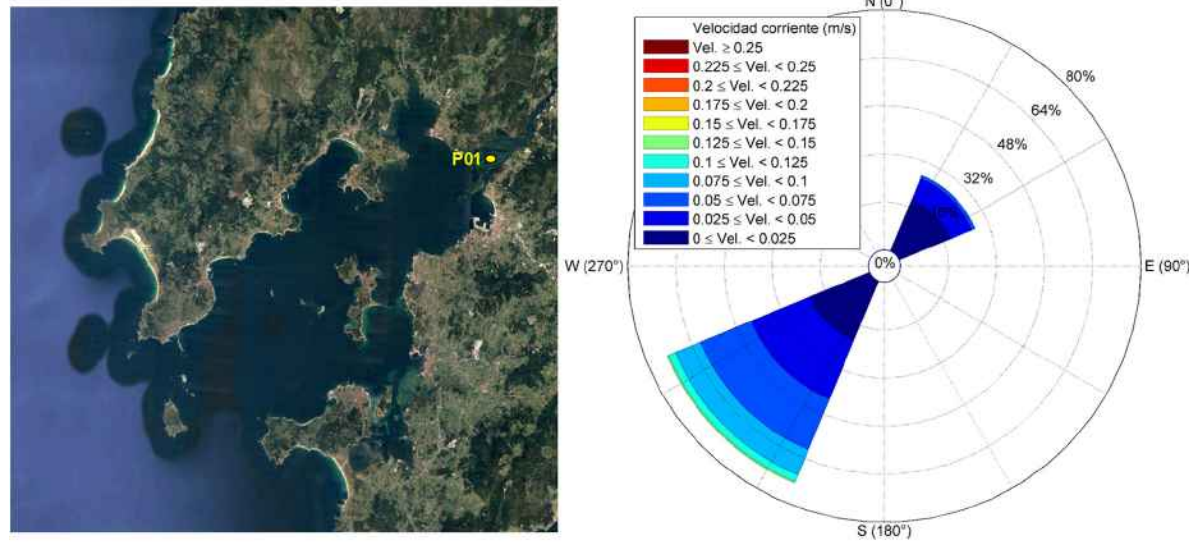 P01
N (0°)
Velocidad corriente (m/s)
Vel. ≥ 0.25
0.225 ≤ Vel. < 0.25
0.2 ≤ Vel. < 0.225
0.175 ≤ Vel. < 0.2
0.15 ≤ Vel. < 0.175
0.125 ≤ Vel. < 0.15
0.1 ≤ Vel. < 0.125
0.075 ≤ Vel. < 0.1
0.05 ≤ Vel. < 0.075
0.025 ≤ Vel. < 0.05
0 ≤ Vel. < 0.025
80%
64%
48%
32%
0%
W (270°)
E (90°)
S (180°)